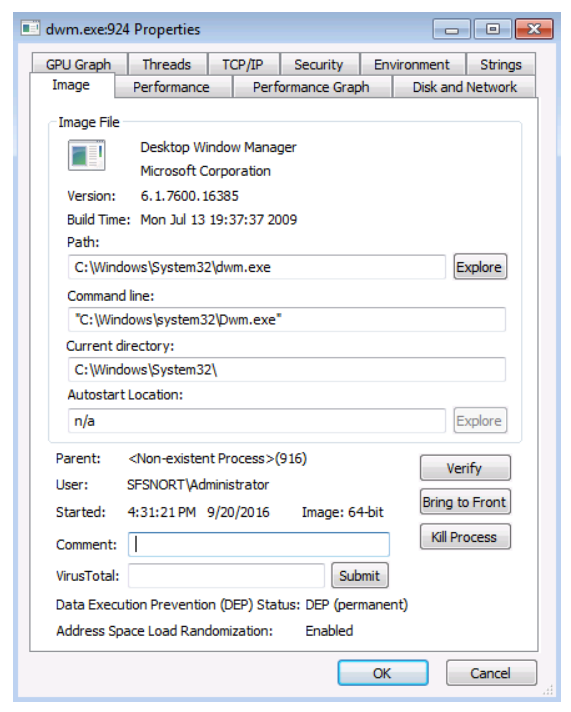 dwm.exe:924 Properties
GPU Graph Threads TCP/IP Security Environment Strings
Image Performance Performance Graph Disk and Network
Image File
Desktop Window Manager
Microsoft Corporation
Version: 6.1.7600.16385
Build Time: Mon Jul 13 19:37:37 2009
Path:
C:\Windows\System32\dwm.exe Explore
Command line:
"C:\Windows\system32\Dwm.exe"
Current directory:
C:\Windows\System32\
Autostart Location:
n/a Explore
Parent: <Non-existent Process>(916) Verify
User: SFSNORT\Administrator
Started: 4:31:21 PM 9/20/2016 Image: 64-bit Bring to Front
Comment: Kill Process
VirusTotal: Submit
Data Execution Prevention (DEP) Status: DEP (permanent)
Address Space Load Randomization: Enabled
OK Cancel